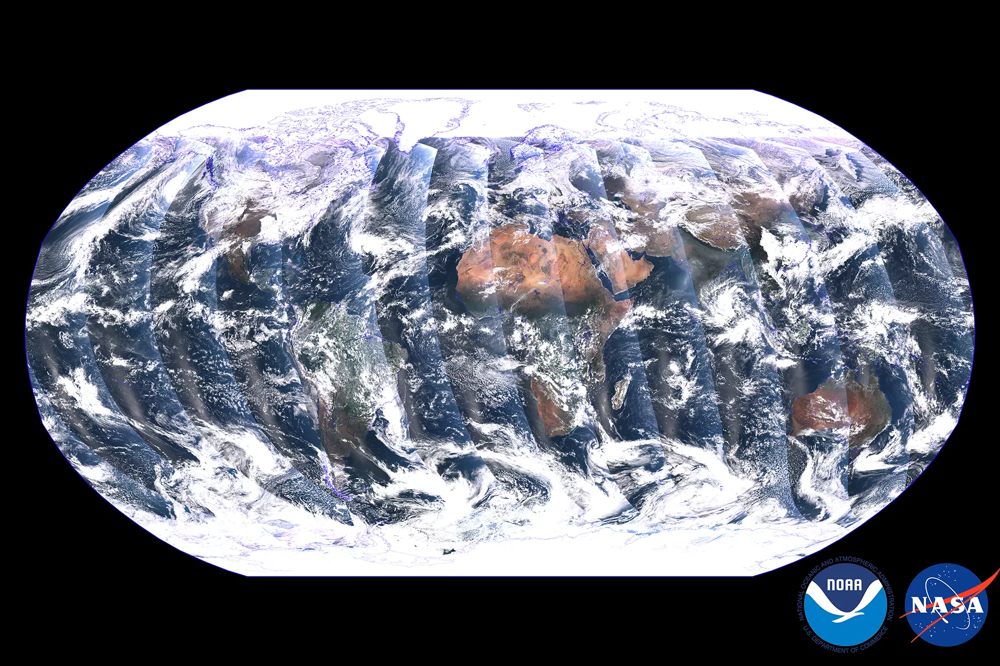 NATIONAL OCEANIC AND ATMOSPHERIC ADMINISTRATION
NOAA
U.S. DEPARTMENT OF COMMERCE
NASA